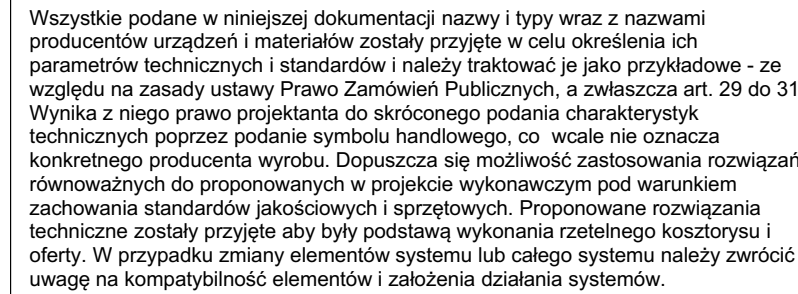 Wszystkie podane w niniejszej dokumentacji nazwy i typy wraz z nazwami
producentów urządzeń i materiałów zostały przyjęte w celu określenia ich
parametrów technicznych i standardów i należy traktować je jako przykładowe - ze
względu na zasady ustawy Prawo Zamówień Publicznych, a zwłaszcza art. 29 do 31
Wynika z niego prawo projektanta do skróconego podania charakterystyk
technicznych poprzez podanie symbolu handlowego, co  wcale nie oznacza
konkretnego producenta wyrobu. Dopuszcza się możliwość zastosowania rozwiązań
równoważnych do proponowanych w projekcie wykonawczym pod warunkiem
zachowania standardów jakościowych i sprzętowych. Proponowane rozwiązania
techniczne zostały przyjęte aby były podstawą wykonania rzetelnego kosztorysu i
oferty. W przypadku zmiany elementów systemu lub całego systemu należy zwrócić
uwagę na kompatybilność elementów i założenia działania systemów.